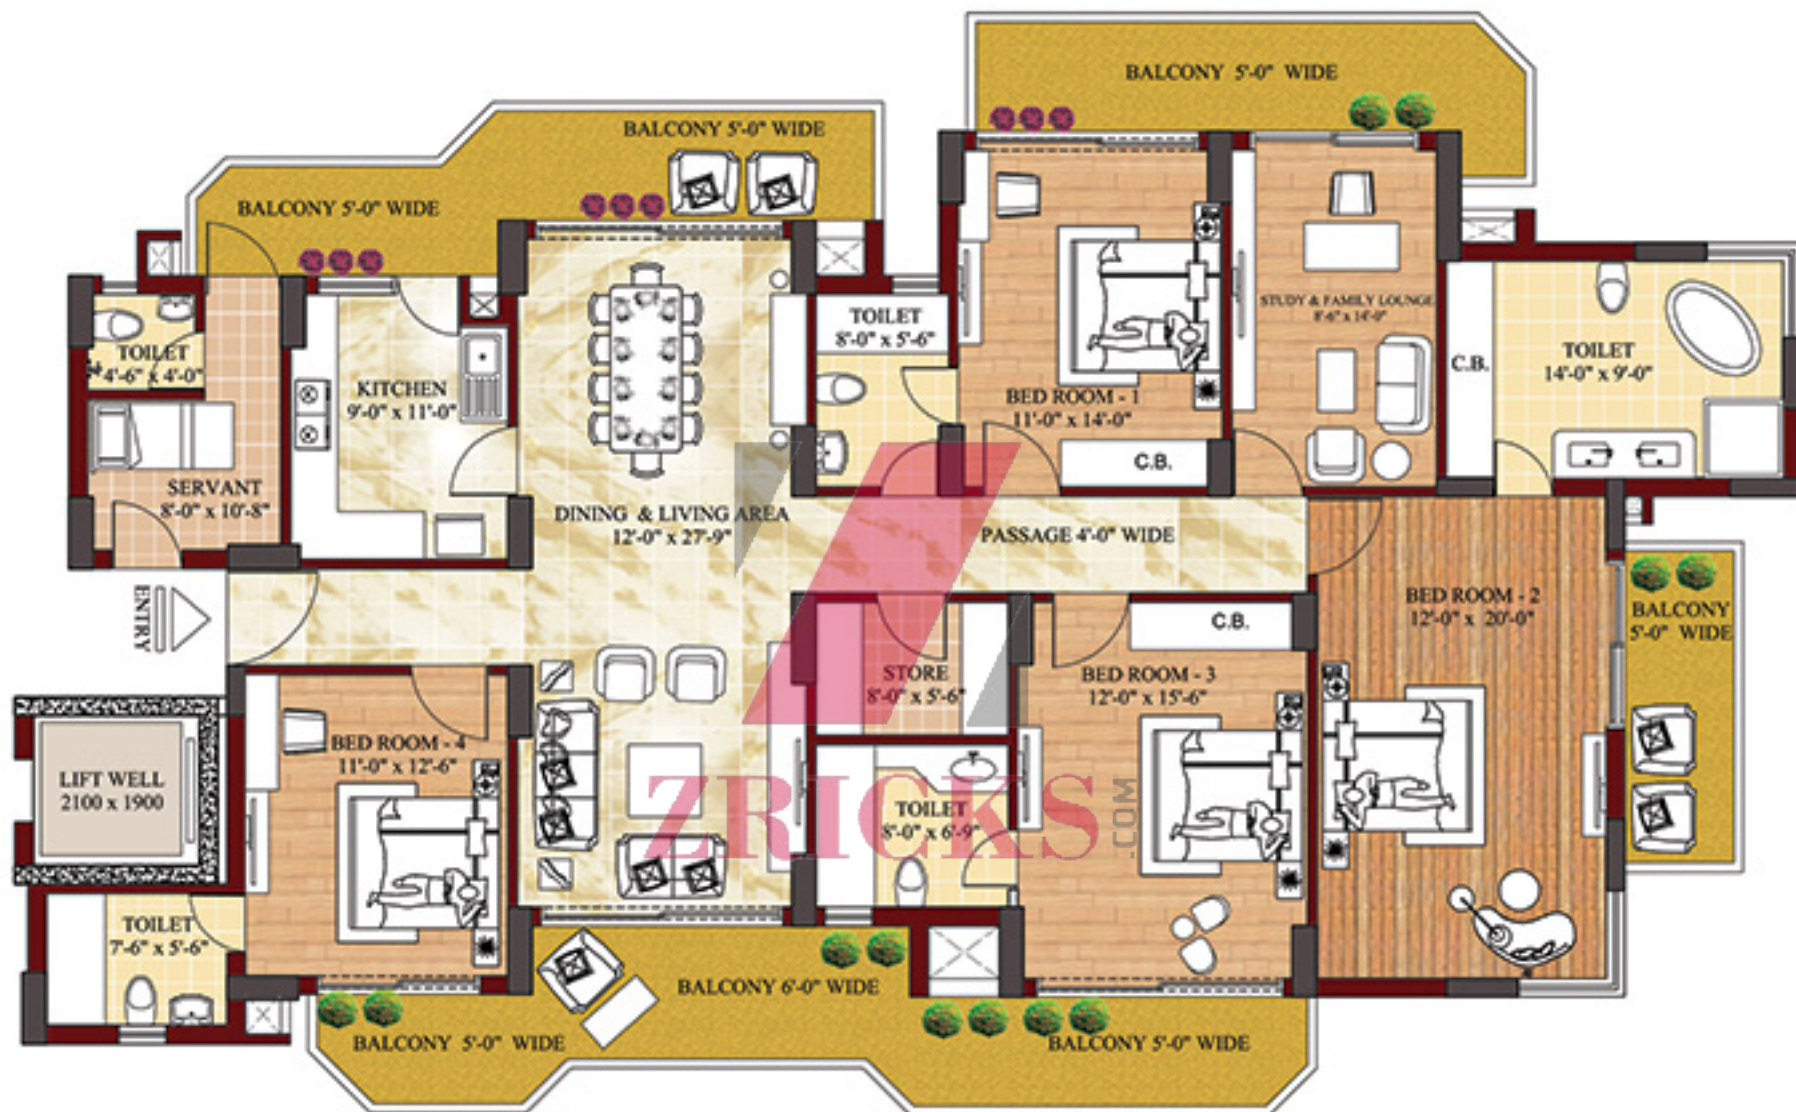 BALCONY 5'-0" WIDE
BALCONY 5'-0" WIDE
BALCONY 5'-0" WIDE
TOILET
4'-6" x 4'-0"
KITCHEN
9'-0" x 11'-0"
SERVANT
8'-0" x 10'-8"
DINING & LIVING AREA
12'-0" x 27'-9"
TOILET
8'-0" x 5'-6"
BED ROOM - 1
11'-0" x 14'-0"
C.B.
STUDY & FAMILY LOUNGE
8'-6" x 14'-0"
C.B.
TOILET
14'-0" x 9'-0"
PASSAGE 4'-0" WIDE
ENTRY
BED ROOM - 2
12'-0" x 20'-0"
BALCONY
5'-0" WIDE
C.B.
STORE
8'-0" x 5'-6"
BED ROOM - 3
12'-0" x 15'-6"
BED ROOM - 4
11'-0" x 12'-6"
LIFT WELL
2100 x 1900
TOILET
8'-0" x 6'-9"
ZRICKS
.COM
TOILET
7'-6" x 5'-6"
BALCONY 6'-0" WIDE
BALCONY 5'-0" WIDE
BALCONY 5'-0" WIDE